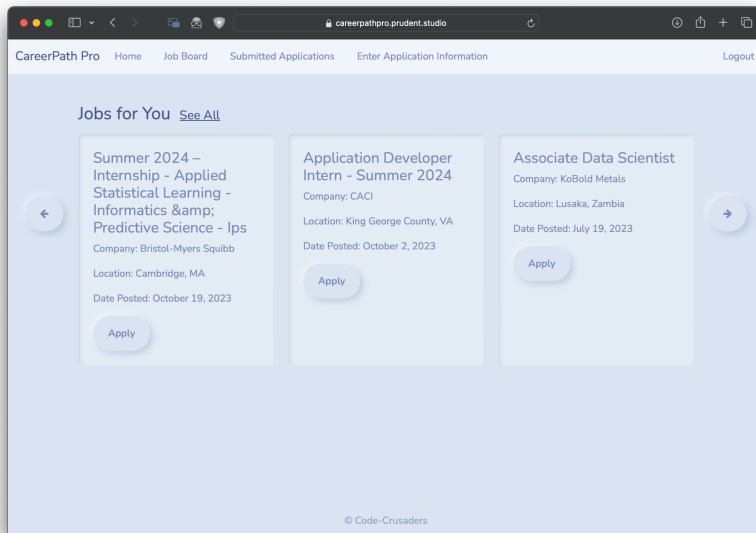 careerpathpro.prudent.studio
CareerPath Pro Home Job Board Submitted Applications Enter Application Information Logout
Jobs for You See All
Summer 2024 –
Internship - Applied
Statistical Learning -
Informatics &amp;
Predictive Science - Ips
Company: Bristol-Myers Squibb
Location: Cambridge, MA
Date Posted: October 19, 2023
Apply
Application Developer
Intern - Summer 2024
Company: CACI
Location: King George County, VA
Date Posted: October 2, 2023
Apply
Associate Data Scientist
Company: KoBold Metals
Location: Lusaka, Zambia
Date Posted: July 19, 2023
Apply
© Code-Crusaders